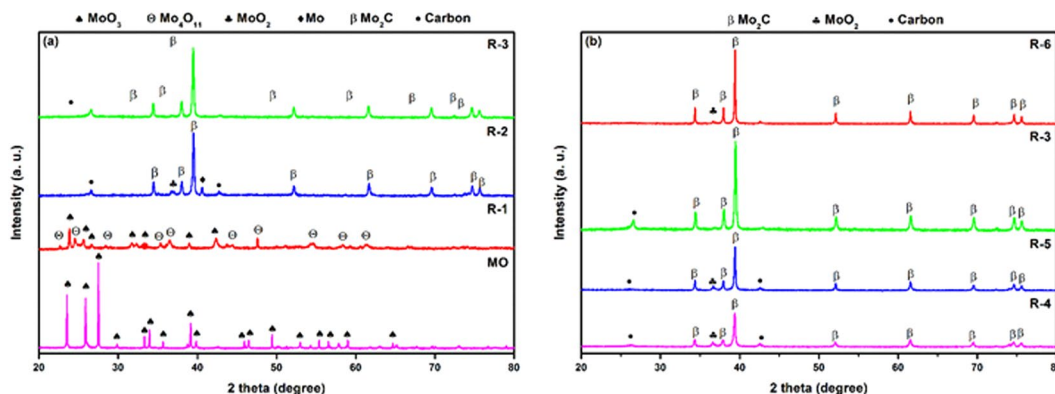 ♠ MoO3 Θ Mo4O11 ♣ MoO2 ♦ Mo β Mo2C • Carbon
(a)
R-3
R-2
R-1
MO
Intensity (a. u.)
20 30 40 50 60 70 80
2 theta (degree)
β Mo2C ♣ MoO2 • Carbon
(b)
R-6
R-3
R-5
R-4
Intensity (a. u.)
20 30 40 50 60 70 80
2 theta (degree)